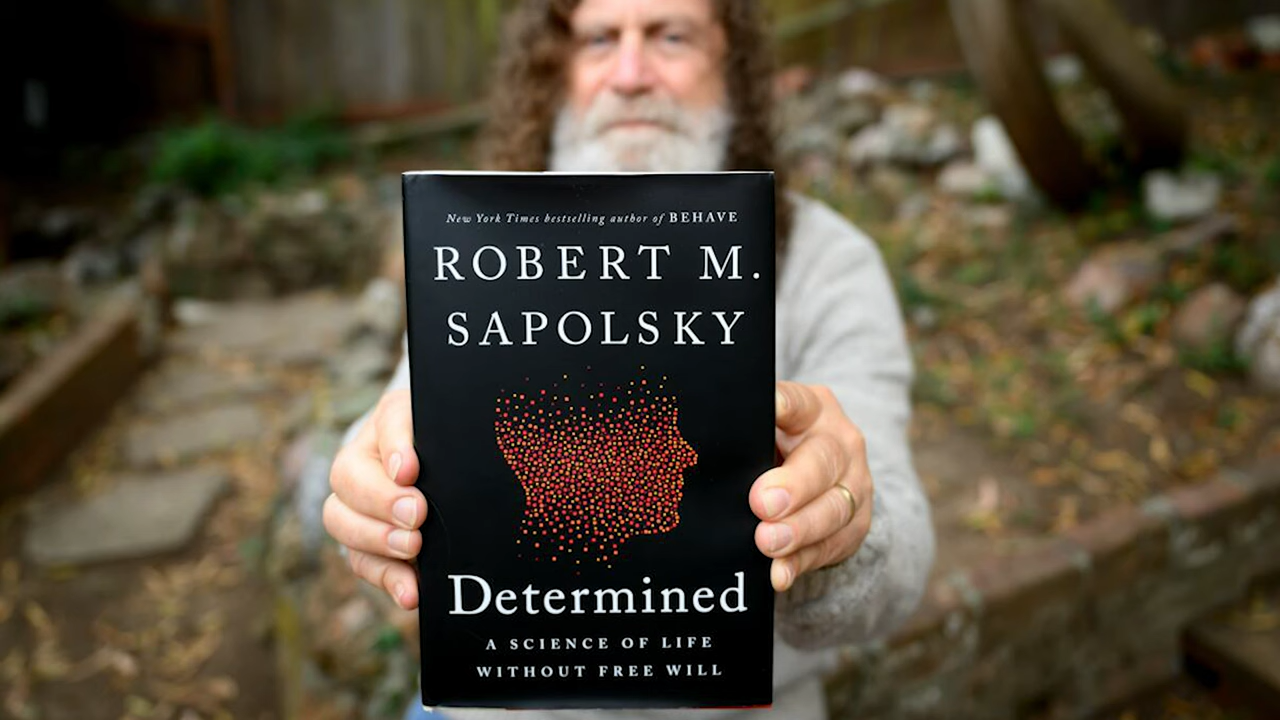 New York Times bestselling author of BEHAVE
ROBERT M.
SAPOLSKY
Determined
A SCIENCE OF LIFE
WITHOUT FREE WILL